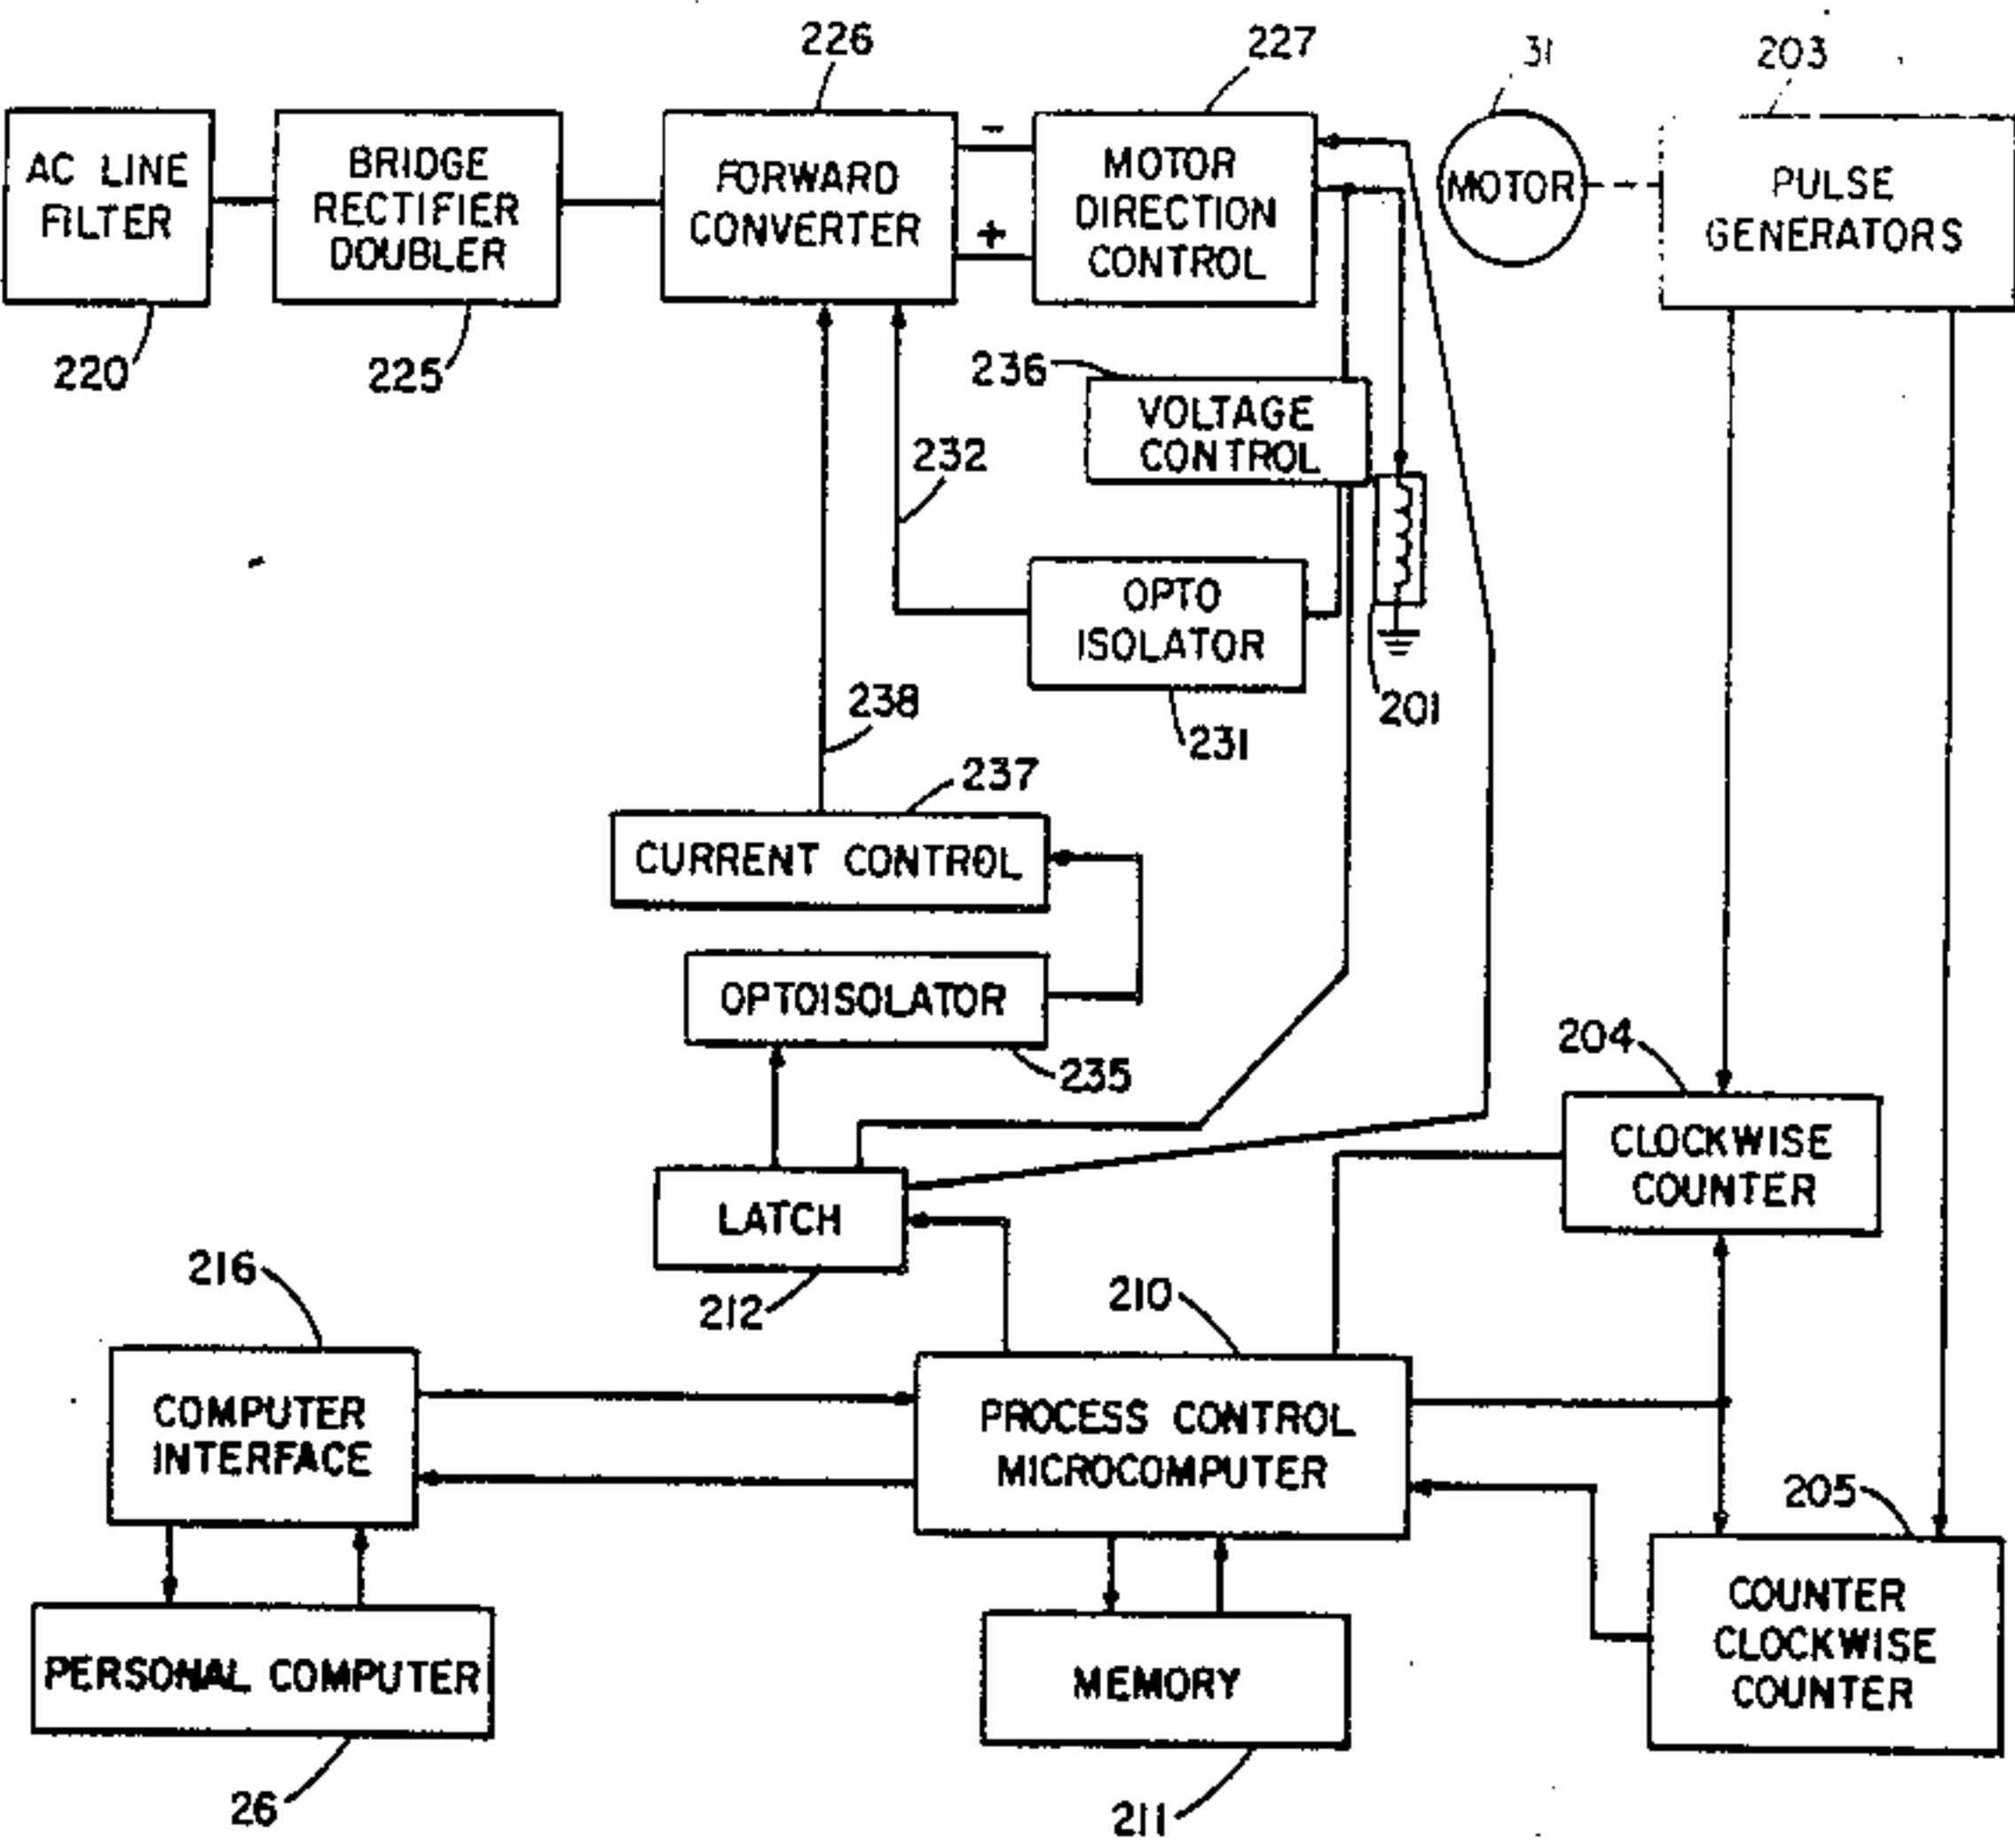 226
227
31
203
AC LINE
FILTER
BRIDGE
RECTIFIER
DOUBLER
FORWARD
CONVERTER
-
+
MOTOR
DIRECTION
CONTROL
MOTOR
PULSE
GENERATORS
220
225
236
VOLTAGE
CONTROL
232
OPTO
ISOLATOR
201
231
238
237
CURRENT CONTROL
OPTOISOLATOR
235
204
CLOCKWISE
COUNTER
LATCH
212
216
210
COMPUTER
INTERFACE
PROCESS CONTROL
MICROCOMPUTER
205
PERSONAL COMPUTER
MEMORY
COUNTER
CLOCKWISE
COUNTER
26
211